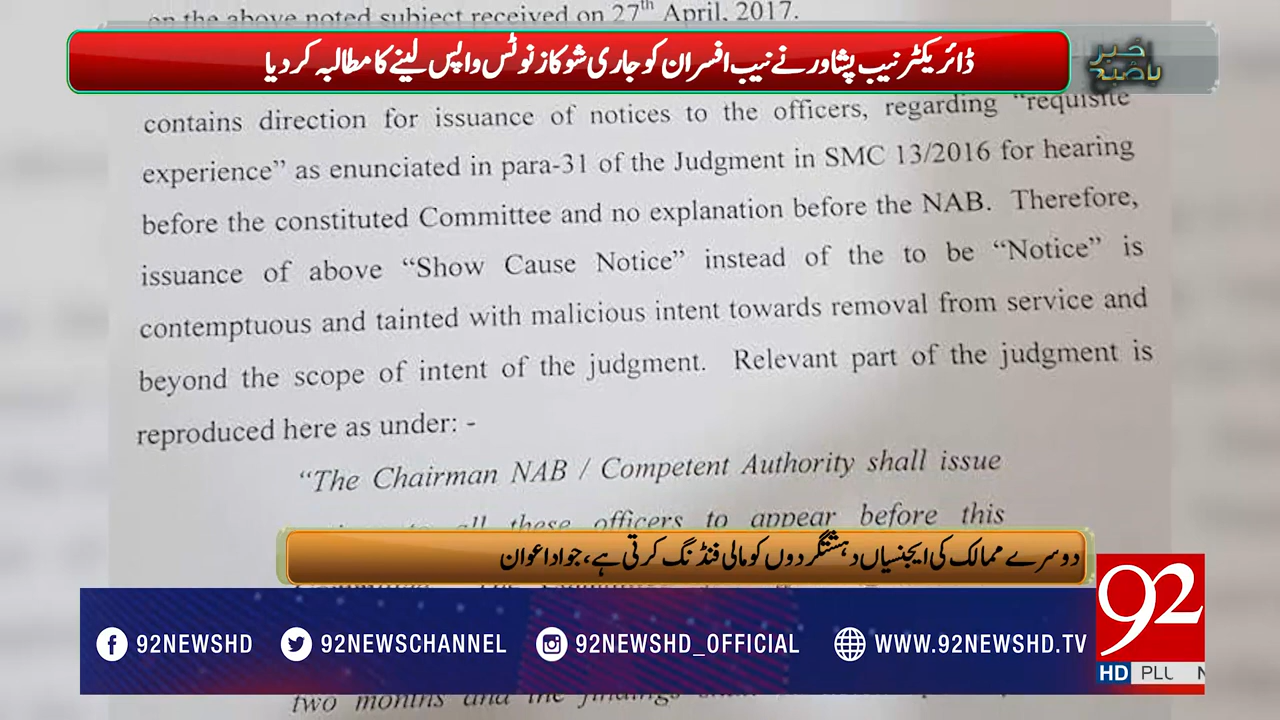 on the above noted subject received on 27th April, 2017.
ڈائریکٹر نیب پشاور نے نیب افسران کو جاری شوکاز نوٹس واپس لینے کا مطالبہ کر دیا
خبر
باضابطہ
contains direction for issuance of notices to the officers, regarding “requisite
experience” as enunciated in para-31 of the Judgment in SMC 13/2016 for hearing
before the constituted Committee and no explanation before the NAB. Therefore,
issuance of above “Show Cause Notice” instead of the to be “Notice” is
contemptuous and tainted with malicious intent towards removal from service and
beyond the scope of intent of the judgment. Relevant part of the judgment is
reproduced here as under: -
“The Chairman NAB / Competent Authority shall issue
to all these officers to appear before this
دوسرے ممالک کی ایجنسیاں دہشتگردوں کو مالی فنڈنگ کرتی ہے، جواد اعوان
92NEWSHD 92NEWSCHANNEL 92NEWSHD_OFFICIAL WWW.92NEWSHD.TV
92
HD PLU N
two months and the findings